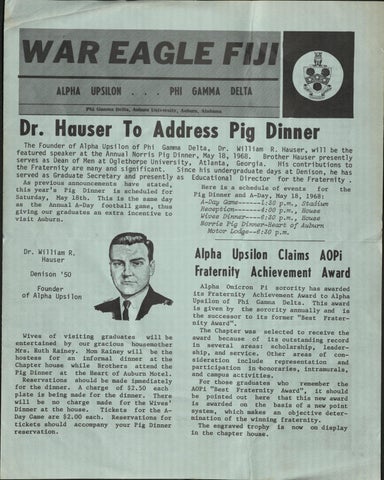 WAR EAGLE FIJI
ALPHA UPSILON . . . PHI GAMMA DELTA
Phi Gamma Delta, Auburn University, Auburn, Alabama
Dr. Hauser To Address Pig Dinner
The Founder of Alpha Upsilon of Phi Gamma Delta, Dr. William R. Hauser, will be the
featured speaker at the Annual Norris Pig Dinner, May 18, 1968. Brother Hauser presently
serves as Dean of Men at Oglethorpe University, Atlanta, Georgia. His contributions to
the Fraternity are many and significant. Since his undergraduate days at Denison, he has
served as Graduate Secretary and presently as Educational Director for the Fraternity.
As previous announcements have stated,
this year's Pig Dinner is scheduled for
Saturday, May 18th. This is the same day
as the Annual A-Day football game, thus
giving our graduates an extra incentive to
visit Auburn.
Here is a schedule of events for the
Pig Dinner and A-Day, May 18, 1968:
A-Day Game------1:30 p.m., Stadium
Reception-------4:00 p.m., House
Wives Dinner----6:30 p.m., House
Norris Pig Dinner-Heart of Auburn
Motor Lodge--6:30 p.m.
Dr. William R.
Hauser
Denison '50
Founder
of Alpha Upsilon
Wives of visiting graduates will be
entertained by our gracious housemother
Mrs. Ruth Rainey. Mom Rainey will be the
hostess for an informal dinner at the
Chapter house while Brothers attend the
Pig Dinner at the Heart of Auburn Motel.
Reservations should be made immediately
for the dinner. A charge of $2.50 each
plate is being made for the dinner. There
will be no charge made for the Wives'
Dinner at the house. Tickets for the A-
Day Game are $2.00 each. Reservations for
tickets should accompany your Pig Dinner
reservation.
Alpha Upsilon Claims AOPi
Fraternity Achievement Award
Alpha Omicron Pi sorority has awarded
its Fraternity Achievement Award to Alpha
Upsilon of Phi Gamma Delta. This award
is given by the sorority annually and is
the successor to its former "Best Frater-
nity Award".
The Chapter was selected to receive the
award because of its outstanding record
in several areas: scholarship, leader-
ship, and service. Other areas of con-
sideration include representation and
participation in honoraries, intramurals,
and campus activities.
For those graduates who remember the
AOPi "Best Fraternity Award", it should
be pointed out here that this new award
is awarded on the basis of a new point
system, which makes an objective deter-
mination of the winning fraternity.
The engraved trophy is now on display
in the chapter house.